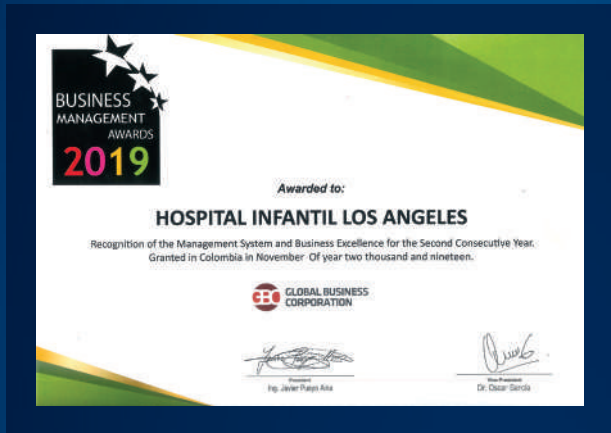 BUSINESS
MANAGEMENT
AWARDS
2019
Awarded to:
HOSPITAL INFANTIL LOS ANGELES
Recognition of the Management System and Business Excellence for the Second Consecutive Year.
Granted in Colombia in November Of year two thousand and nineteen.
GBC GLOBAL BUSINESS
CORPORATION
President
Ing. Javier Pueyo Aina
Vice-President
Dr. Oscar García